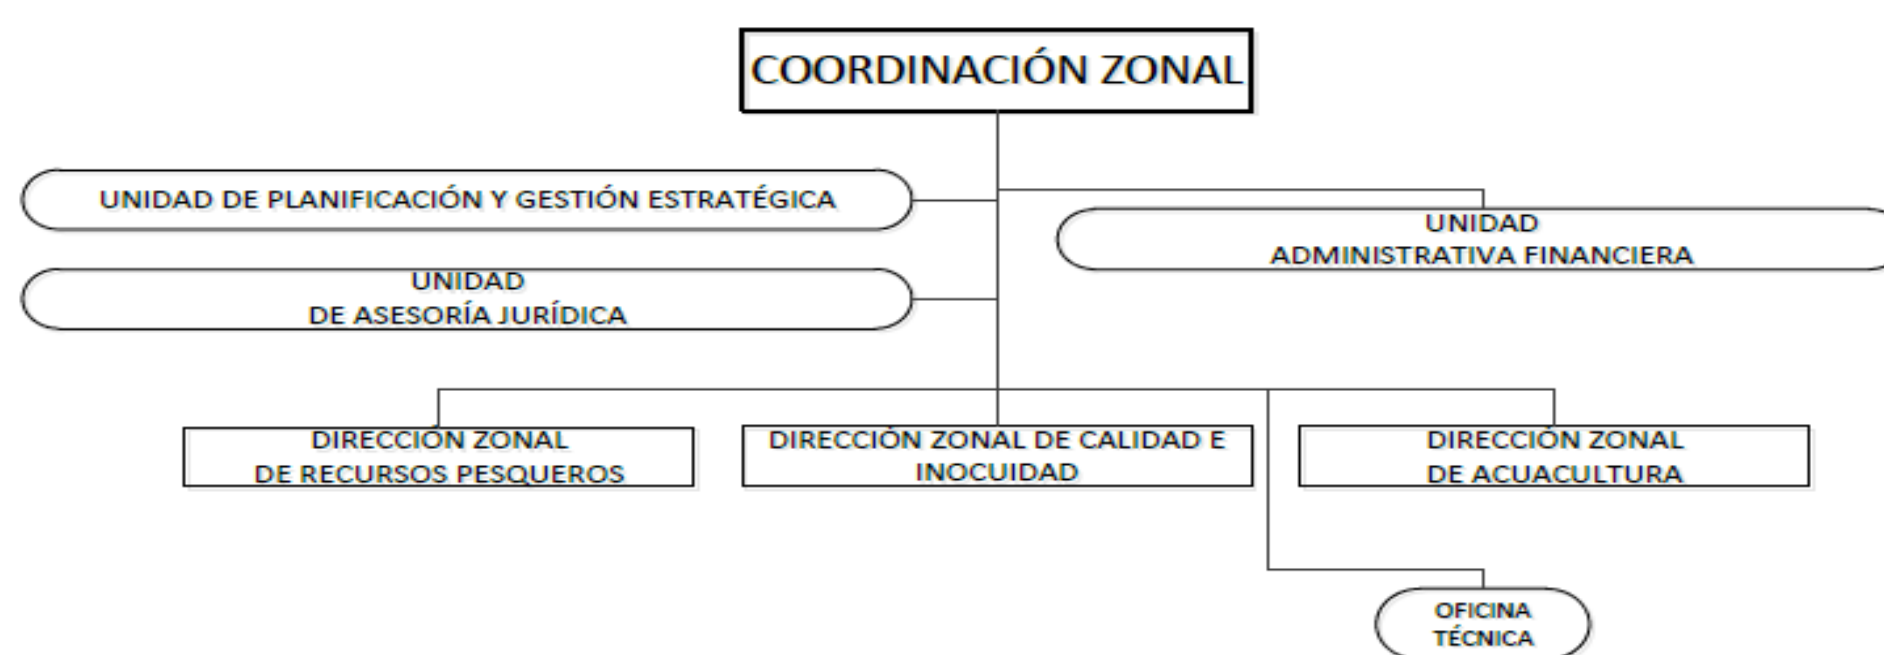 COORDINACIÓN ZONAL
UNIDAD DE PLANIFICACIÓN Y GESTIÓN ESTRATÉGICA
UNIDAD
ADMINISTRATIVA FINANCIERA
UNIDAD
DE ASESORÍA JURÍDICA
DIRECCIÓN ZONAL
DE RECURSOS PESQUEROS
DIRECCIÓN ZONAL DE CALIDAD E
INOCUIDAD
DIRECCIÓN ZONAL
DE ACUACULTURA
OFICINA
TÉCNICA